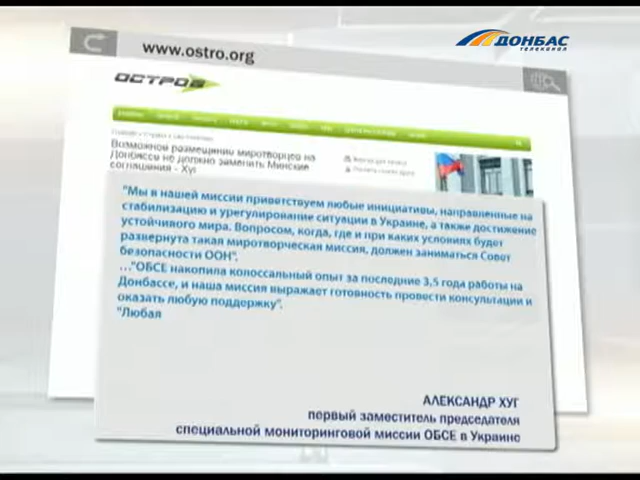 www.ostro.org
ДОНБАС
ТЕЛЕКАНАЛ
ОСТРОВ
Возможное размещение миротворцев на
Донбассе не должно заменить Минские
соглашения - Хуг
"Мы в нашей миссии приветствуем любые инициативы, направленные на
стабилизацию и урегулирование ситуации в Украине, а также достижение
устойчивого мира. Вопросом, когда, где и при каких условиях будет
развернута такая миротворческая миссия, должен заниматься Совет
безопасности ООН".
..."ОБСЕ накопила колоссальный опыт за последние 3,5 года работы на
Донбассе, и наша миссия выражает готовность провести консультации и
оказать любую поддержку".
"Любая
АЛЕКСАНДР ХУГ
первый заместитель председателя
специальной мониторинговой миссии ОБСЕ в Украине